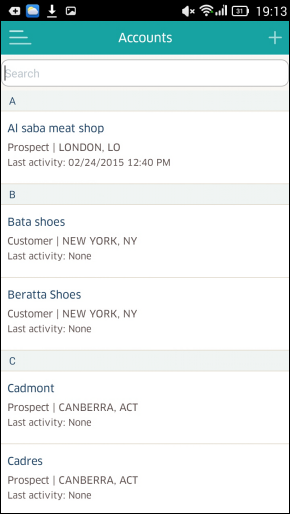 31 19:13
Accounts
Search
A
Al saba meat shop
Prospect | LONDON, LO
Last activity: 02/24/2015 12:40 PM
B
Bata shoes
Customer | NEW YORK, NY
Last activity: None
Beratta Shoes
Customer | NEW YORK, NY
Last activity: None
C
Cadmont
Prospect | CANBERRA, ACT
Last activity: None
Cadres
Prospect | CANBERRA, ACT
Last activity: None